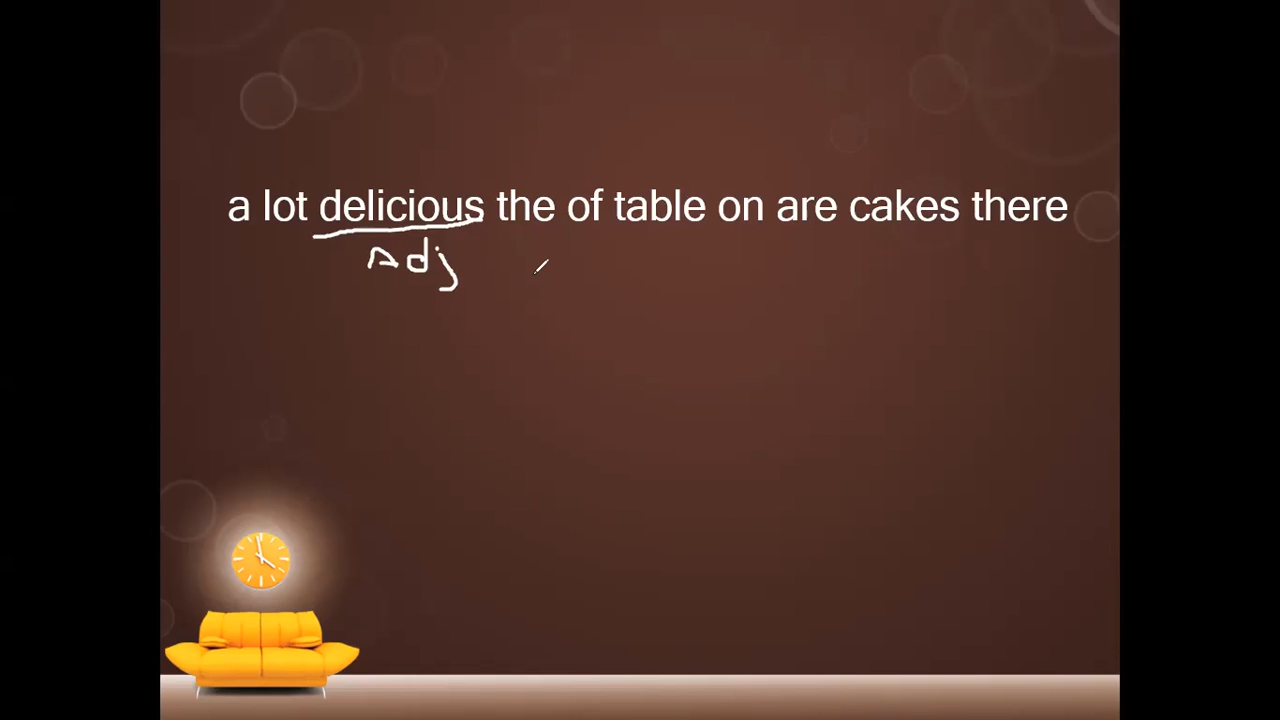 a lot delicious the of table on are cakes there
Adj